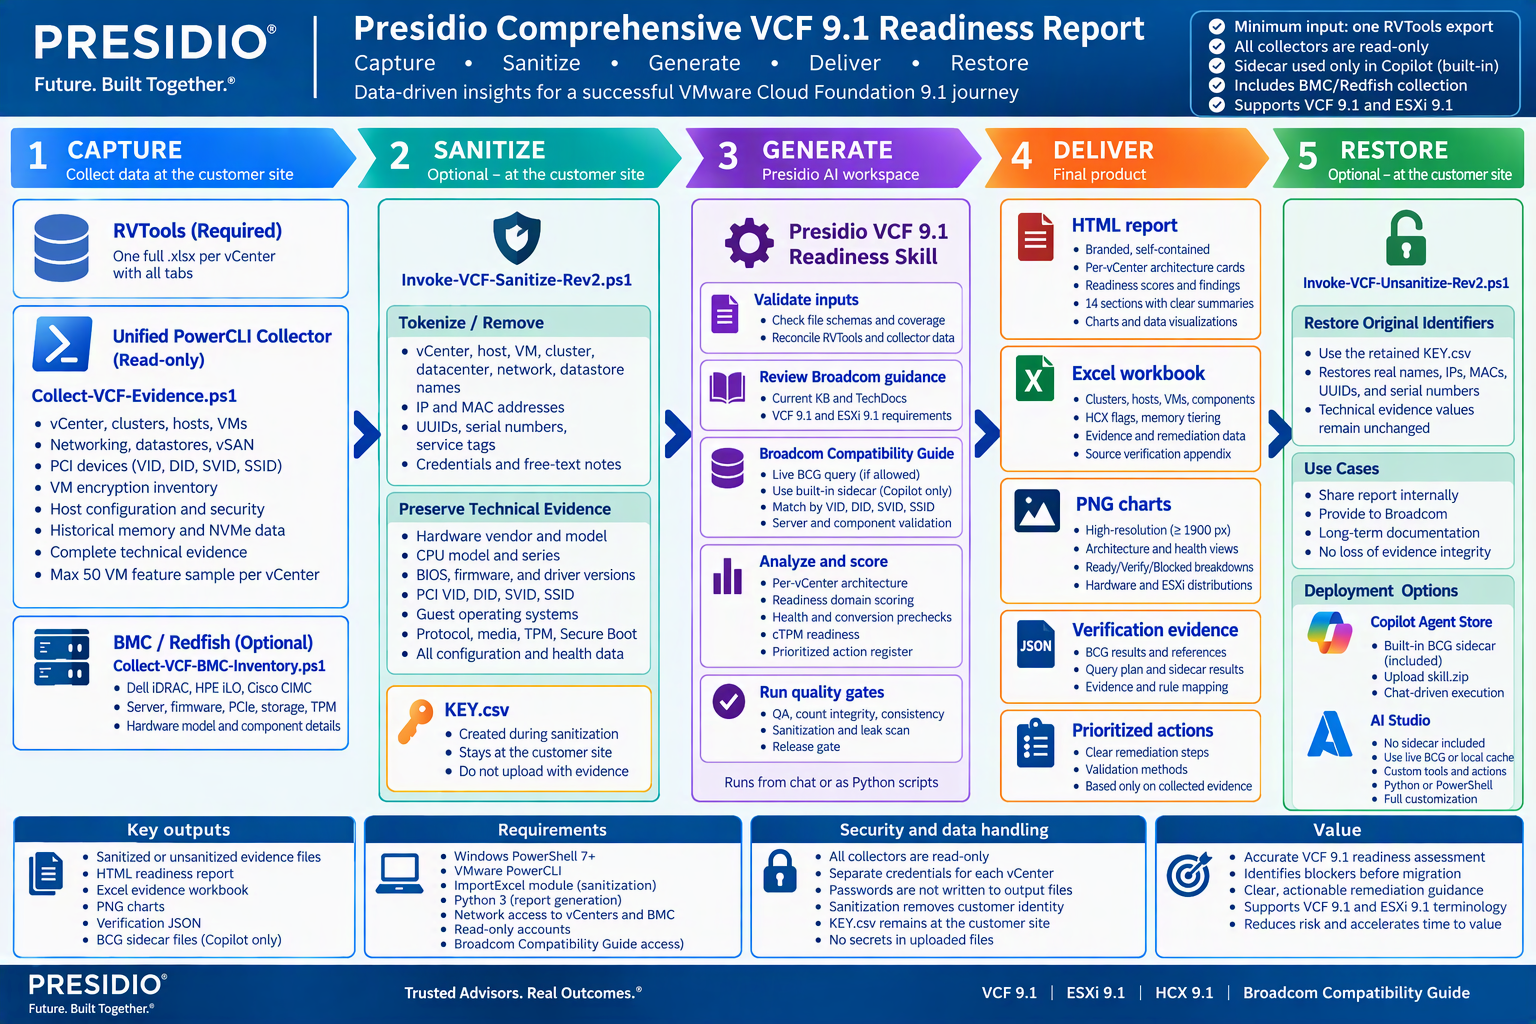 PRESIDIO®
Future. Built Together.®
Presidio Comprehensive VCF 9.1 Readiness Report
Capture • Sanitize • Generate • Deliver • Restore
Data-driven insights for a successful VMware Cloud Foundation 9.1 journey
Minimum input: one RVTools export
All collectors are read-only
Sidecar used only in Copilot (built-in)
Includes BMC/Redfish collection
Supports VCF 9.1 and ESXi 9.1
1 CAPTURE
Collect data at the customer site
2 SANITIZE
Optional – at the customer site
3 GENERATE
Presidio AI workspace
4 DELIVER
Final product
5 RESTORE
Optional – at the customer site
RVTools (Required)
One full .xlsx per vCenter
with all tabs
Unified PowerCLI Collector
(Read-only)
Collect-VCF-Evidence.ps1
• vCenter, clusters, hosts, VMs
• Networking, datastores, vSAN
• PCI devices (VID, DID, SVID, SSID)
• VM encryption inventory
• Host configuration and security
• Historical memory and NVMe data
• Complete technical evidence
• Max 50 VM feature sample per vCenter
BMC / Redfish (Optional)
Collect-VCF-BMC-Inventory.ps1
• Dell iDRAC, HPE iLO, Cisco CIMC
• Server, firmware, PCIe, storage, TPM
• Hardware model and component details
Invoke-VCF-Sanitize-Rev2.ps1
Tokenize / Remove
• vCenter, host, VM, cluster,
datacenter, network, datastore
names
• IP and MAC addresses
• UUIDs, serial numbers,
service tags
• Credentials and free-text notes
Preserve Technical Evidence
• Hardware vendor and model
• CPU model and series
• BIOS, firmware, and driver versions
• PCI VID, DID, SVID, SSID
• Guest operating systems
• Protocol, media, TPM, Secure Boot
• All configuration and health data
KEY.csv
• Created during sanitization
• Stays at the customer site
• Do not upload with evidence
Presidio VCF 9.1
Readiness Skill
Validate inputs
• Check file schemas and coverage
• Reconcile RVTools and collector data
Review Broadcom guidance
• Current KB and TechDocs
• VCF 9.1 and ESXi 9.1 requirements
Broadcom Compatibility Guide
• Live BCG query (if allowed)
• Use built-in sidecar (Copilot only)
• Match by VID, DID, SVID, SSID
• Server and component validation
Analyze and score
• Per-vCenter architecture
• Readiness domain scoring
• Health and conversion prechecks
• cTPM readiness
• Prioritized action register
Run quality gates
• QA, count integrity, consistency
• Sanitization and leak scan
• Release gate
Runs from chat or as Python scripts
HTML report
• Branded, self-contained
• Per-vCenter architecture cards
• Readiness scores and findings
• 14 sections with clear summaries
• Charts and data visualizations
X
Excel workbook
• Clusters, hosts, VMs, components
• HCX flags, memory tiering
• Evidence and remediation data
• Source verification appendix
PNG charts
• High-resolution (≥ 1900 px)
• Architecture and health views
• Ready/Verify/Blocked breakdowns
• Hardware and ESXi distributions
JSON
Verification evidence
• BCG results and references
• Query plan and sidecar results
• Evidence and rule mapping
Prioritized actions
• Clear remediation steps
• Validation methods
• Based only on collected evidence
Invoke-VCF-Unsanitize-Rev2.ps1
Restore Original Identifiers
• Use the retained KEY.csv
• Restores real names, IPs, MACs,
UUIDs, and serial numbers
• Technical evidence values
remain unchanged
Use Cases
• Share report internally
• Provide to Broadcom
• Long-term documentation
• No loss of evidence integrity
Deployment Options
Copilot Agent Store
• Built-in BCG sidecar
(included)
• Upload skill.zip
• Chat-driven execution
AI Studio
• No sidecar included
• Use live BCG or local cache
• Custom tools and actions
• Python or PowerShell
• Full customization
Key outputs
• Sanitized or unsanitized evidence files
• HTML readiness report
• Excel evidence workbook
• PNG charts
• Verification JSON
• BCG sidecar files (Copilot only)
Requirements
• Windows PowerShell 7+
• VMware PowerCLI
• ImportExcel module (sanitization)
• Python 3 (report generation)
• Network access to vCenters and BMC
• Read-only accounts
• Broadcom Compatibility Guide access)
Security and data handling
• All collectors are read-only
• Separate credentials for each vCenter
• Passwords are not written to output files
• Sanitization removes customer identity
• KEY.csv remains at the customer site
• No secrets in uploaded files
Value
• Accurate VCF 9.1 readiness assessment
• Identifies blockers before migration
• Clear, actionable remediation guidance
• Supports VCF 9.1 and ESXi 9.1 terminology
• Reduces risk and accelerates time to value
PRESIDIO®
Future. Built Together.®
Trusted Advisors. Real Outcomes.®
VCF 9.1 | ESXi 9.1 | HCX 9.1 | Broadcom Compatibility Guide